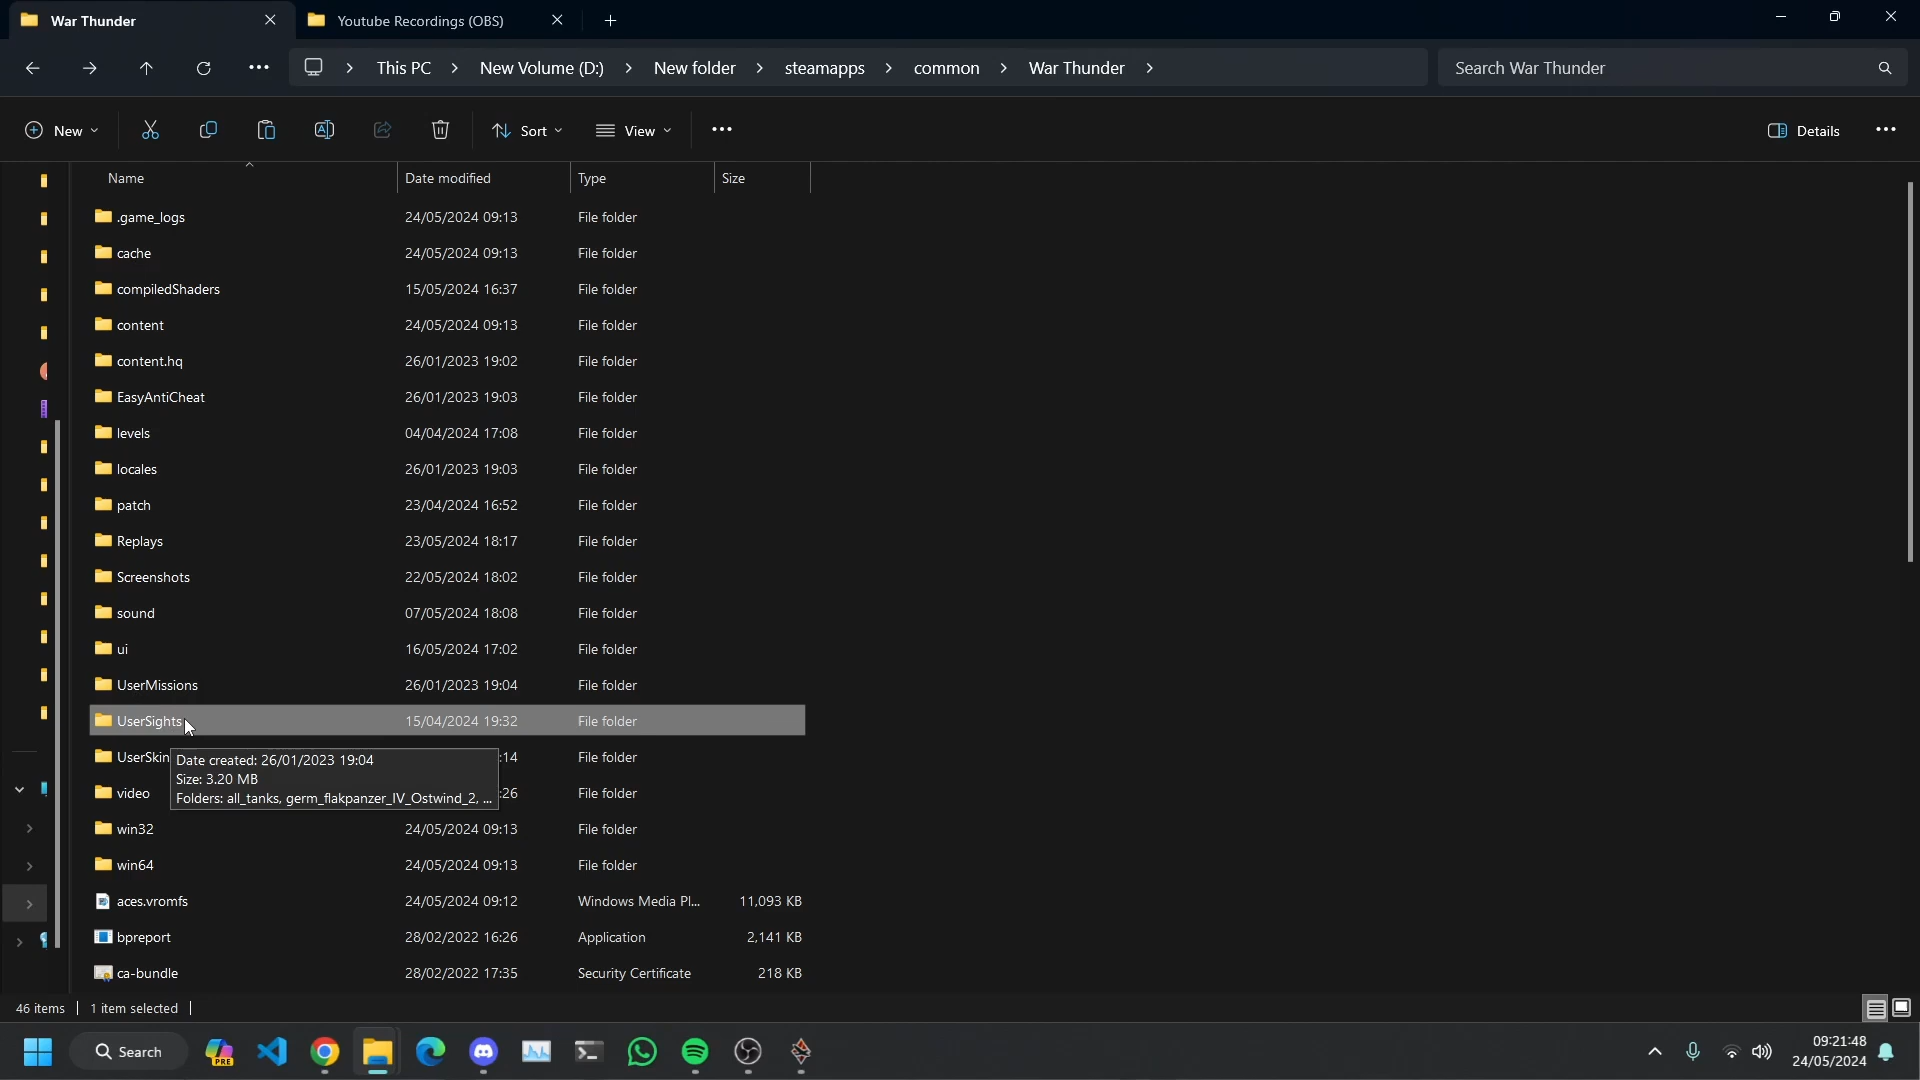 War Thunder
Youtube Recordings (OBS)
This PC > New Volume (D:) > New folder > steamapps > common > War Thunder >
Search War Thunder
New
Sort
View
Details
Name Date modified Type Size
.game_logs 24/05/2024 09:13 File folder
cache 24/05/2024 09:13 File folder
compiledShaders 15/05/2024 16:37 File folder
content 24/05/2024 09:13 File folder
content.hq 26/01/2023 19:02 File folder
EasyAntiCheat 26/01/2023 19:03 File folder
levels 04/04/2024 17:08 File folder
locales 26/01/2023 19:03 File folder
patch 23/04/2024 16:52 File folder
Replays 23/05/2024 18:17 File folder
Screenshots 22/05/2024 18:02 File folder
sound 07/05/2024 18:08 File folder
ui 16/05/2024 17:02 File folder
UserMissions 26/01/2023 19:04 File folder
UserSights 15/04/2024 19:32 File folder
UserSkin :14 File folder
Date created: 26/01/2023 19:04
Size: 3.20 MB
Folders: all_tanks, germ_flakpanzer_IV_Ostwind_2, ...
video :26 File folder
win32 24/05/2024 09:13 File folder
win64 24/05/2024 09:13 File folder
aces.vromfs 24/05/2024 09:12 Windows Media Pl... 11,093 KB
bpreport 28/02/2022 16:26 Application 2,141 KB
ca-bundle 28/02/2022 17:35 Security Certificate 218 KB
46 items 1 item selected
Search
PRE
09:21:48
24/05/2024